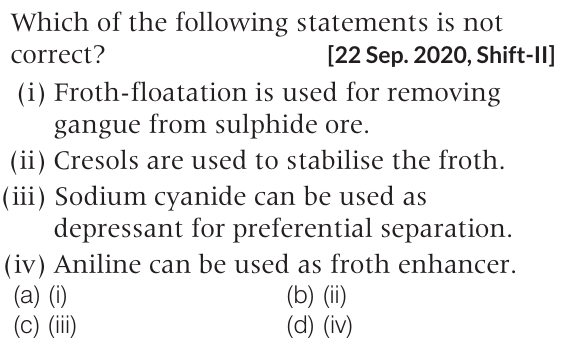 Which of the following statements is not
correct? [22 Sep. 2020, Shift-II]
(i) Froth-floatation is used for removing
gangue from sulphide ore.
(ii) Cresols are used to stabilise the froth.
(iii) Sodium cyanide can be used as
depressant for preferential separation.
(iv) Aniline can be used as froth enhancer.
(a) (i) (b) (ii)
(c) (iii) (d) (iv)